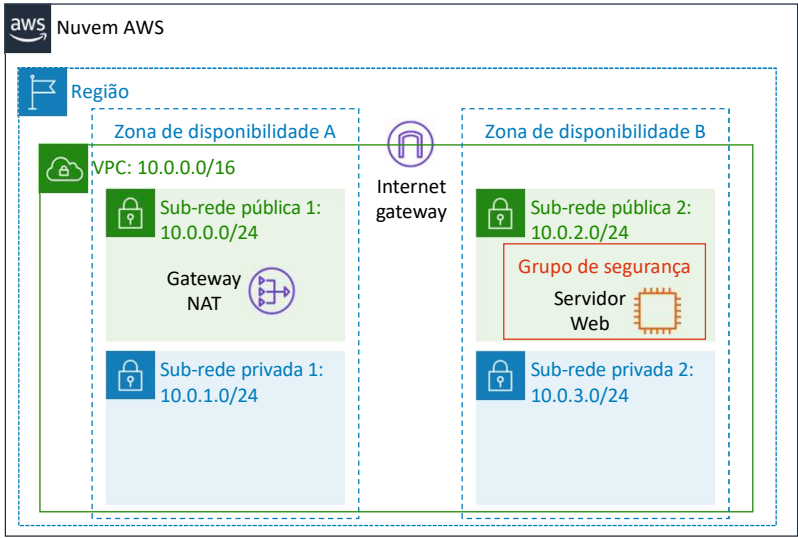 aws
Nuvem AWS
Região
Zona de disponibilidade A
Zona de disponibilidade B
VPC: 10.0.0.0/16
Internet
gateway
Sub-rede pública 1:
10.0.0.0/24
Sub-rede pública 2:
10.0.2.0/24
Gateway
NAT
Grupo de segurança
Servidor
Web
Sub-rede privada 1:
10.0.1.0/24
Sub-rede privada 2:
10.0.3.0/24